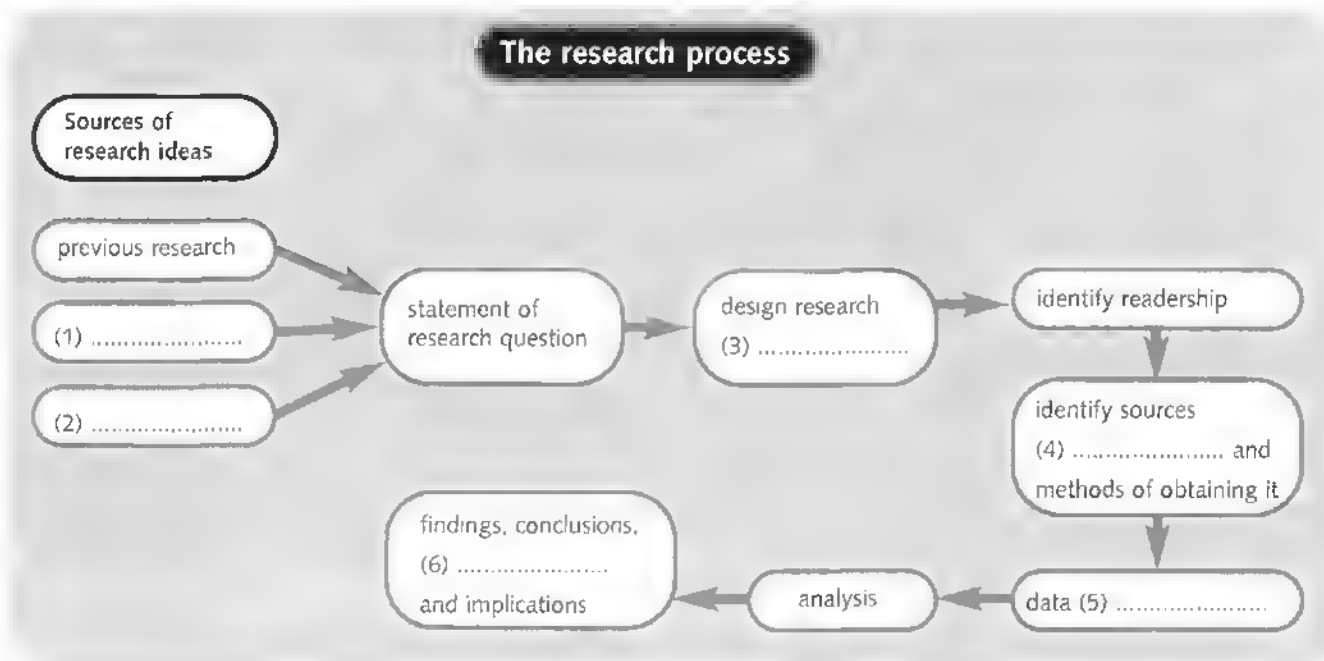 The research process
Sources of
research ideas
previous research
(1) ........................
(2) ........................
statement of
research question
design research
(3) ........................
identify readership
identify sources
(4) ........................ and
methods of obtaining it
data (5) ........................
analysis
findings, conclusions,
(6) ........................
and implications